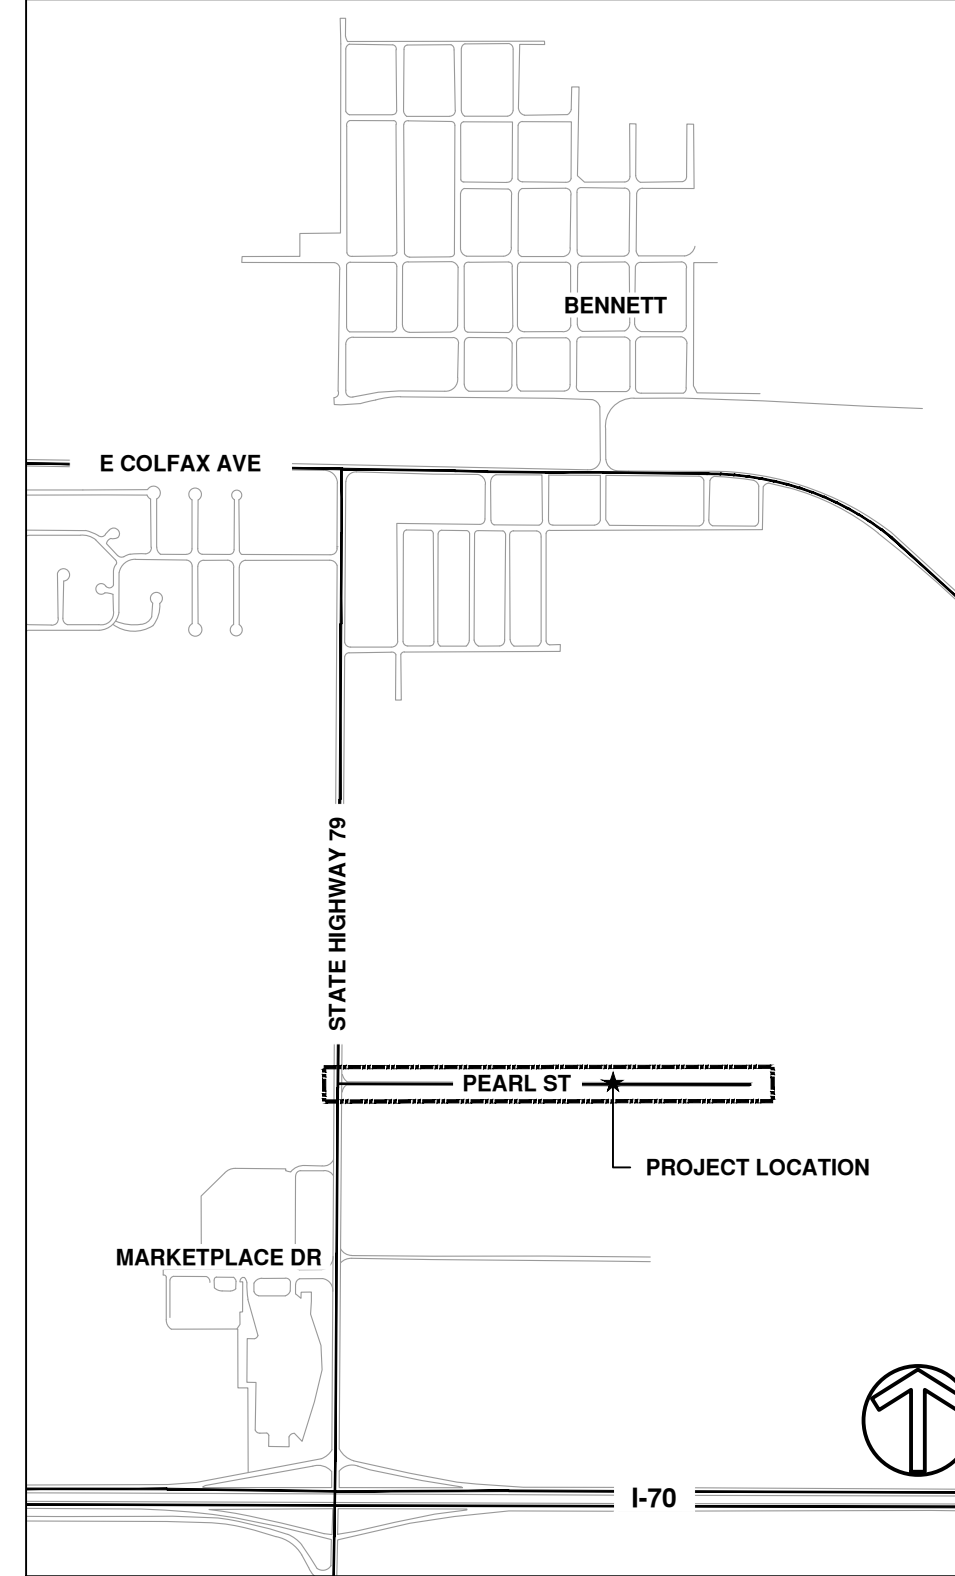 BENNETT
E COLFAX AVE
STATE HIGHWAY 79
PEARL ST
PROJECT LOCATION
MARKETPLACE DR
I-70